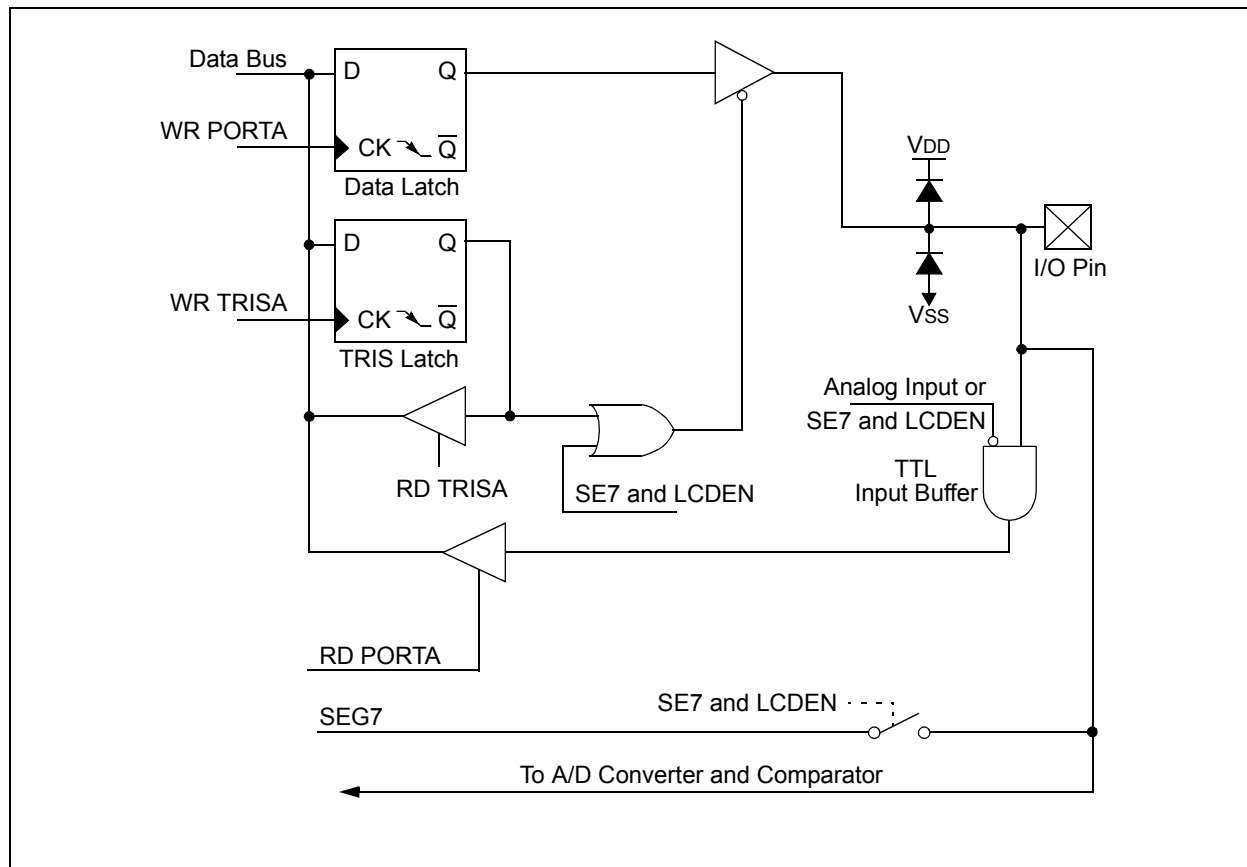 Data Bus
D Q
WR PORTA
CK Q̅
Data Latch
VDD
D Q
I/O Pin
WR TRISA
CK Q̅
VSS
TRIS Latch
Analog Input or
SE7 and LCDEN
TTL
Input Buffer
RD TRISA
SE7 and LCDEN
RD PORTA
SE7 and LCDEN
SEG7
To A/D Converter and Comparator